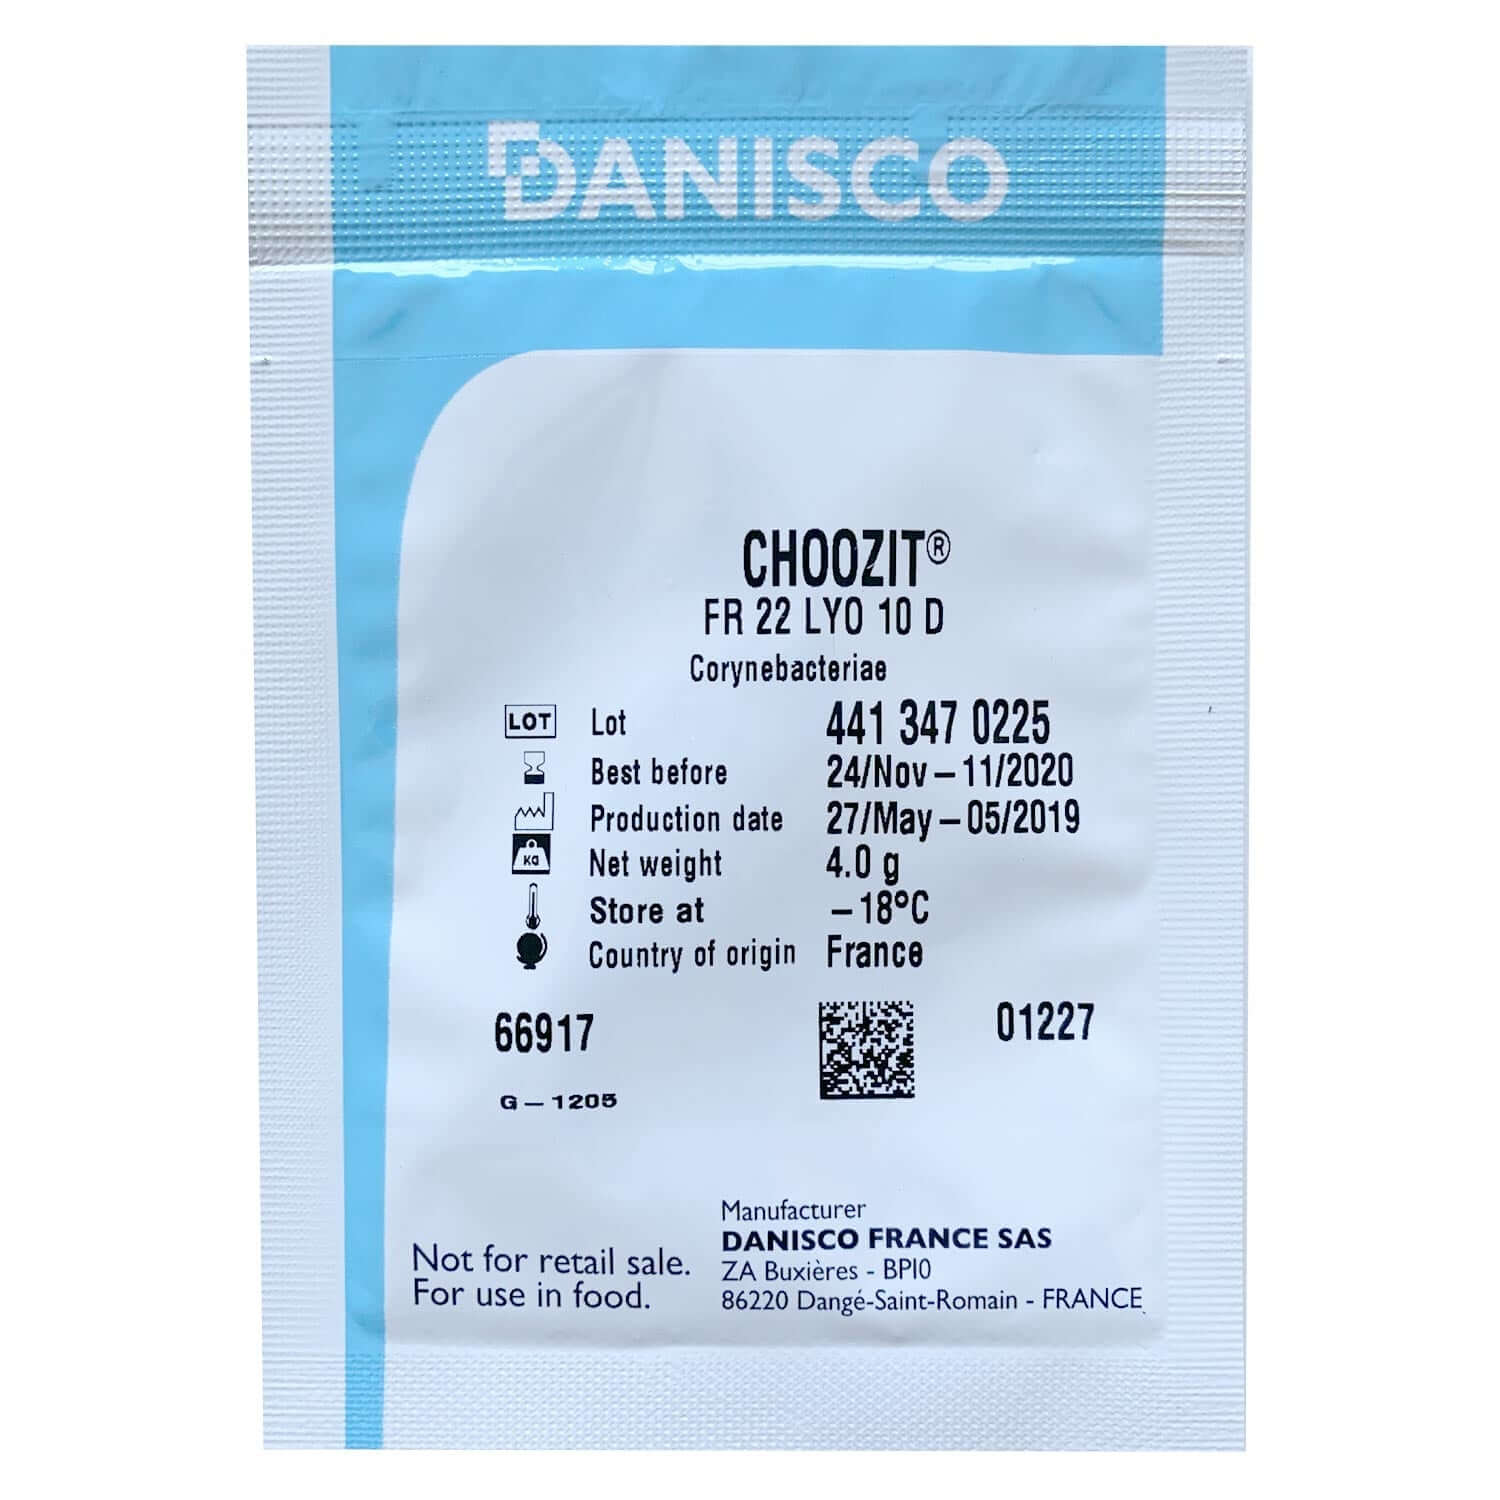 DANISCO
CHOOZIT®
FR 22 LYO 10 D
Corynebacteriae
LOT Lot 441 347 0225
Best before 24/Nov – 11/2020
Production date 27/May – 05/2019
KG Net weight 4.0 g
Store at – 18°C
Country of origin France
66917 01227
G – 1205
Manufacturer
DANISCO FRANCE SAS
ZA Buxières - BP10
86220 Dangé-Saint-Romain - FRANCE
Not for retail sale.
For use in food.